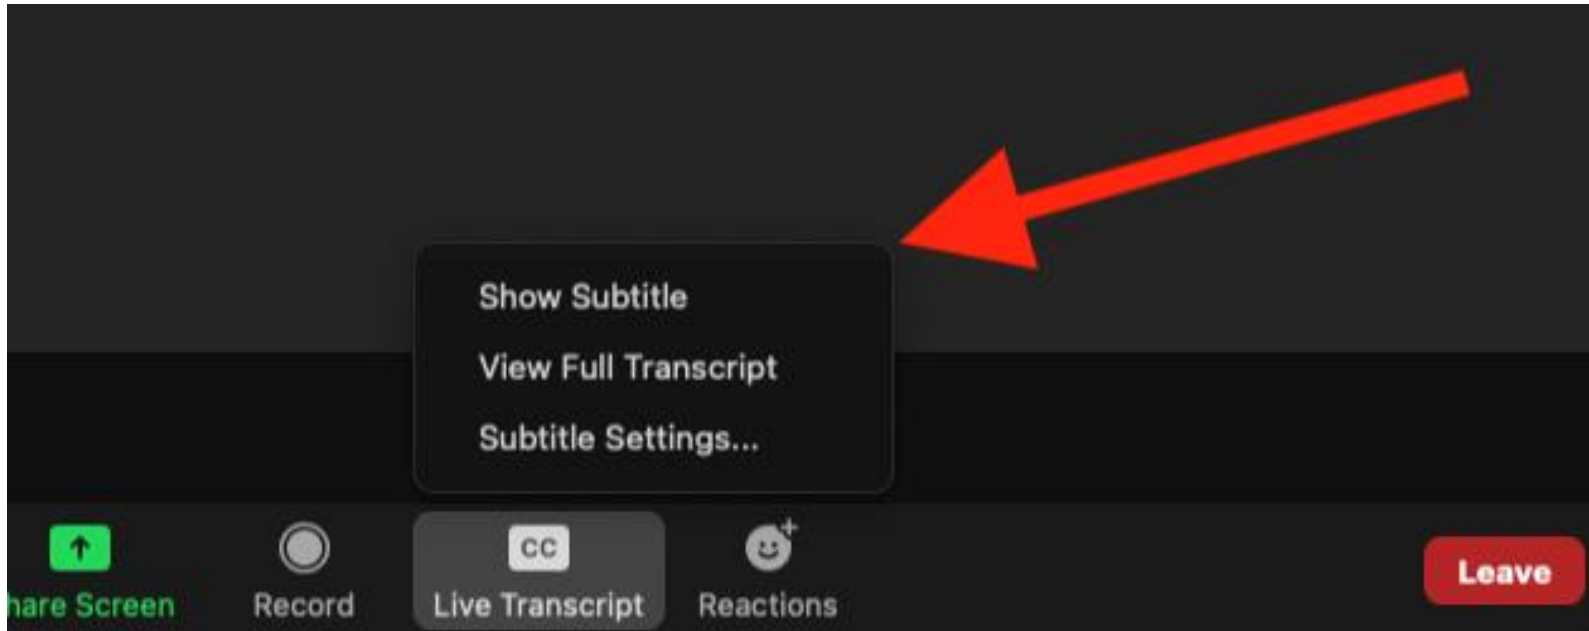 Show Subtitle
View Full Transcript
Subtitle Settings...
CC
hare Screen
Record
Live Transcript
Reactions
Leave